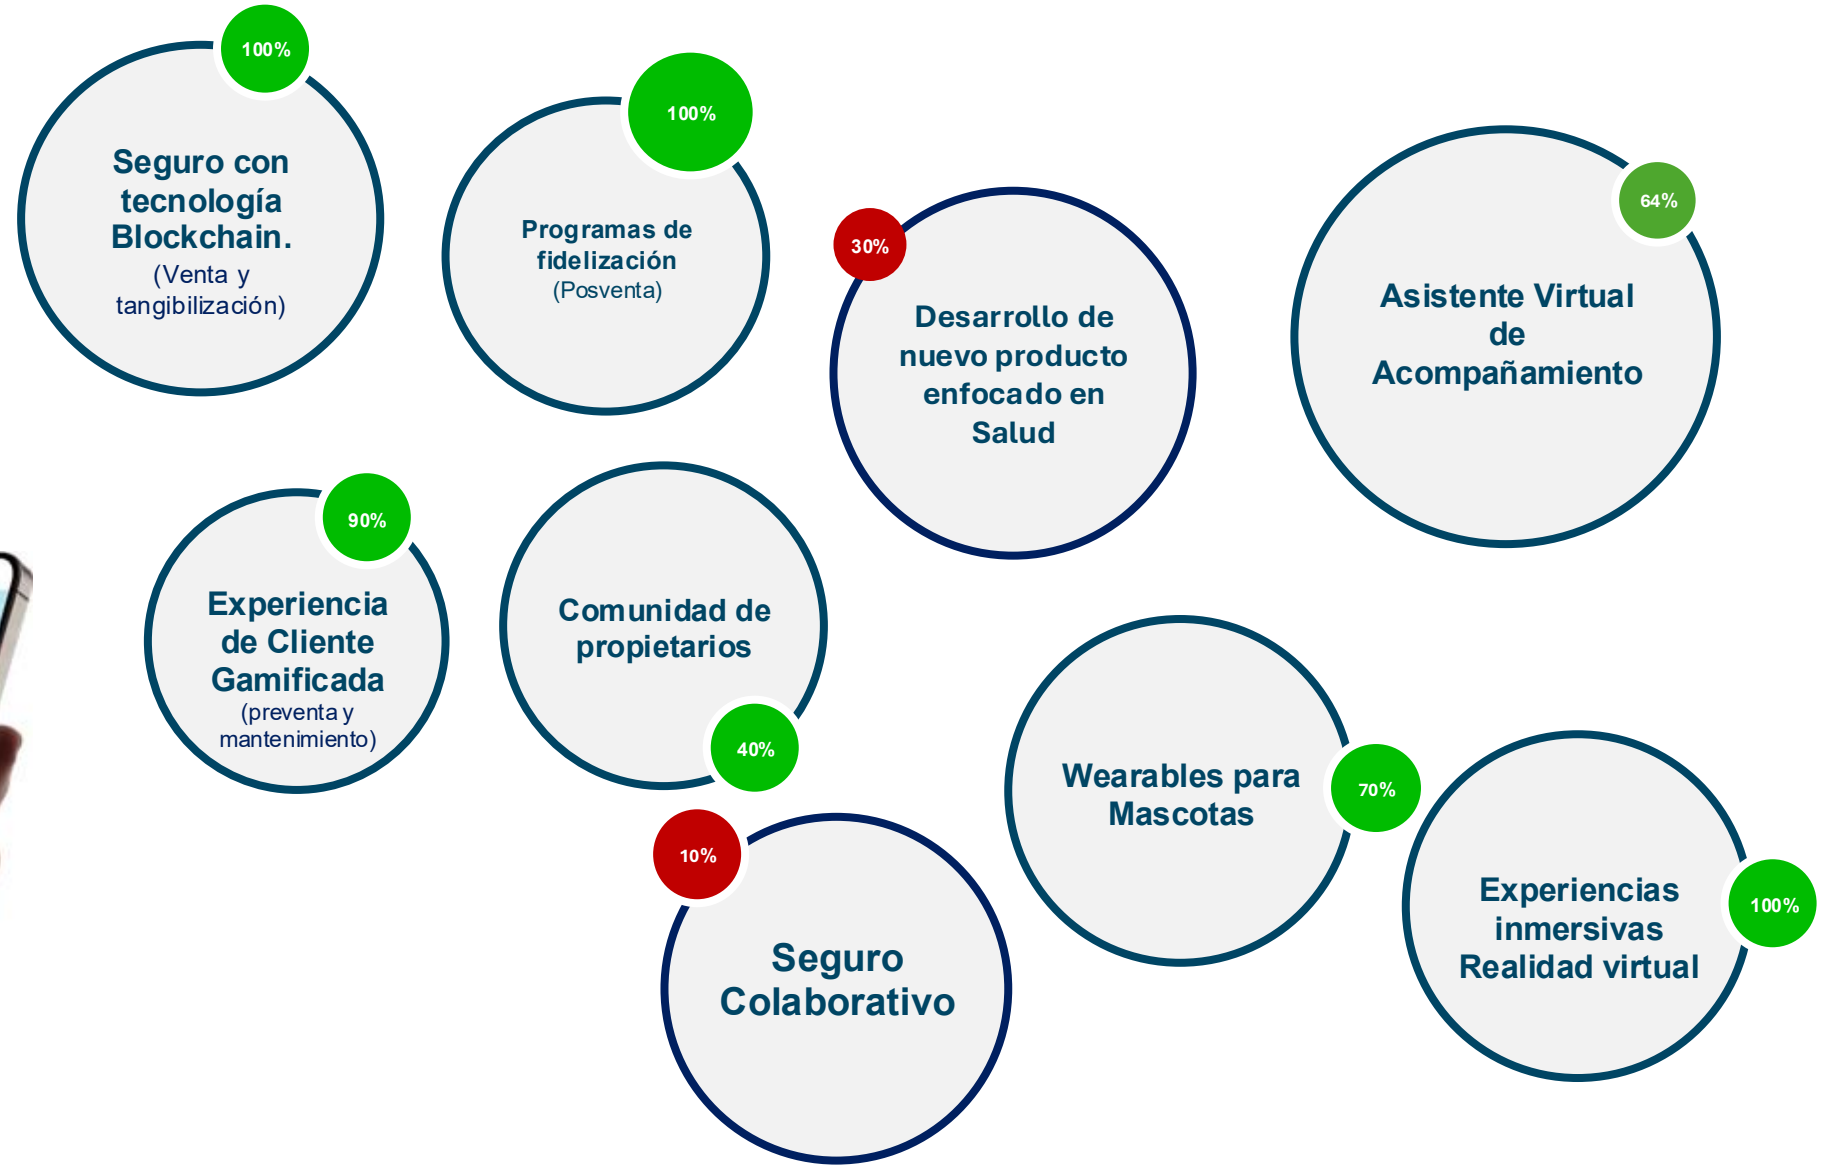 100%
Seguro con
tecnología
Blockchain.
(Venta y
tangibilización)
100%
Programas de
fidelización
(Posventa)
30%
Desarrollo de
nuevo producto
enfocado en
Salud
64%
Asistente Virtual
de
Acompañamiento
90%
Experiencia
de Cliente
Gamificada
(preventa y
mantenimiento)
Comunidad de
propietarios
40%
10%
Seguro
Colaborativo
Wearables para
Mascotas
70%
Experiencias
inmersivas
Realidad virtual
100%